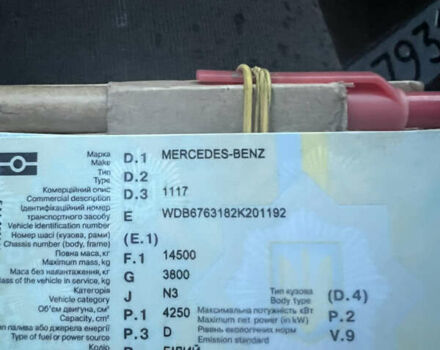 793
Марка
Make D.1 MERCEDES-BENZ
Тип
Type D.2
Комерційний опис
Commercial description D.3 1117
Ідентифікаційний номер
транспортного засобу E WDB6763182K201192
Vehicle identification number
Номер шасі (кузова, рами)
Chassis number (body, frame) (E.1)
Повна маса, кг
Maximum mass, kg F.1 14500
Маса без навантаження, кг
Mass of the vehicle in service, kg G 3800
Категорія
Vehicle category J N3
Тип кузова
Body type (D.4)
Об'єм двигуна, см³
Capacity, cm³ P.1 4250
Максимальна потужність кВт
Maximum net power (in kW) P.2
Тип палива або джерела енергії
Type of fuel or power source P.3 D
Рівень екологічних норм
Emission standard V.9
Колір БІЛИЙ